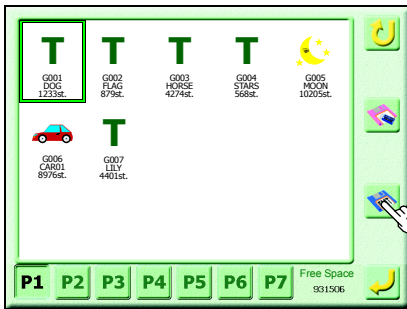 T T T T
G001 G002 G003 G004 G005
DOG FLAG HORSE STARS MOON
1233st. 879st. 4274st. 568st. 10205st.
T
G006 G007
CAR01 LILY
8976st. 4401st.
P1 P2 P3 P4 P5 P6 P7 Free Space
931506